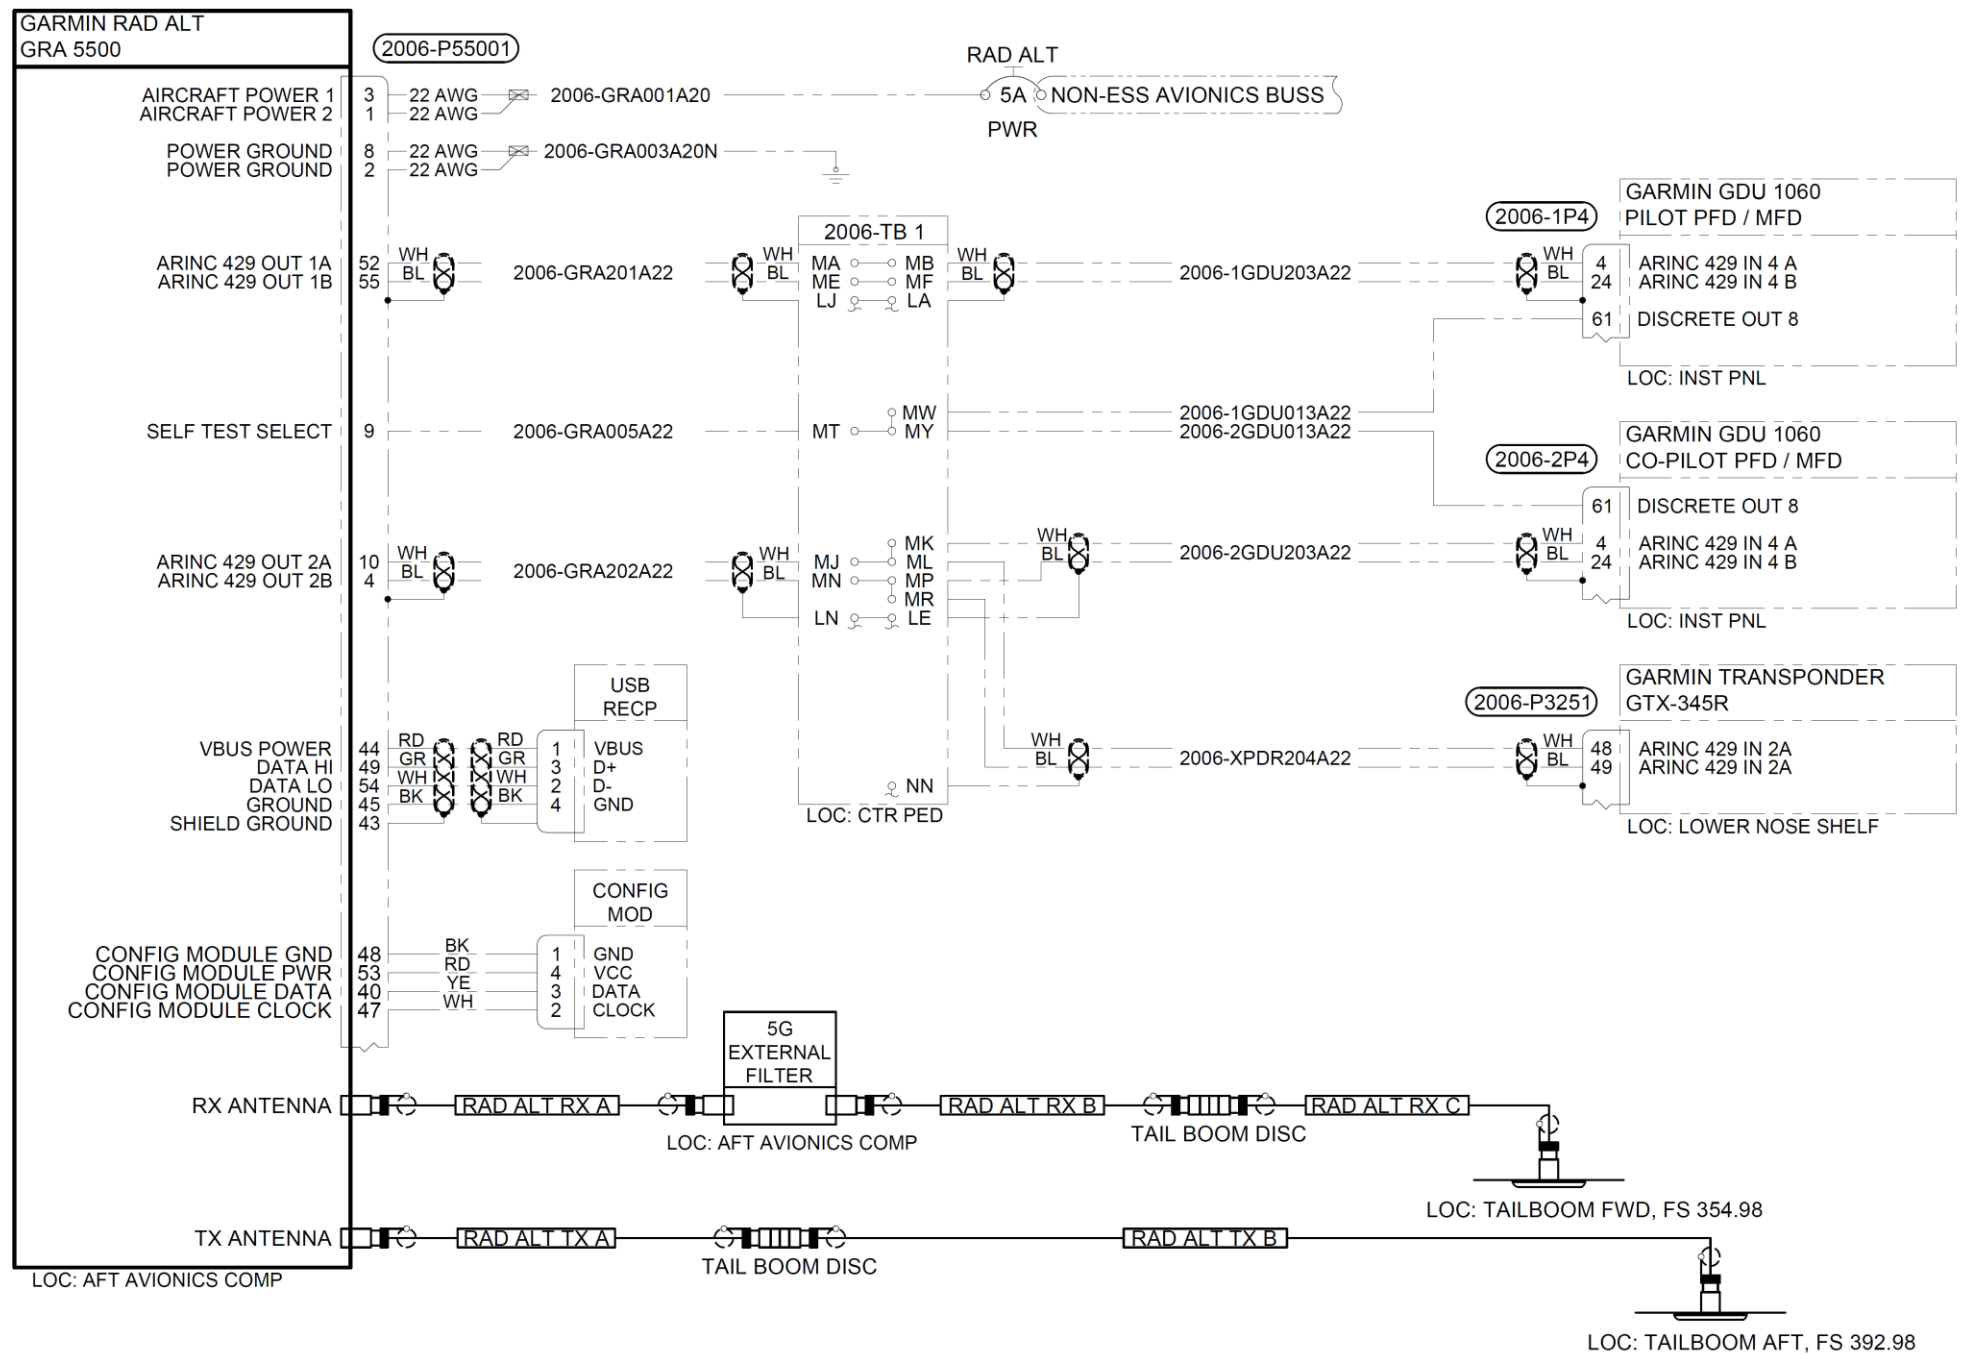 GARMIN RAD ALT
GRA 5500
2006-P55001
RAD ALT
AIRCRAFT POWER 1 3 22 AWG 2006-GRA001A20 5A NON-ESS AVIONICS BUSS
AIRCRAFT POWER 2 1 22 AWG
PWR
POWER GROUND 8 22 AWG 2006-GRA003A20N
POWER GROUND 2 22 AWG
GARMIN GDU 1060
2006-1P4 PILOT PFD / MFD
2006-TB 1
WH WH WH WH
ARINC 429 OUT 1A 52 MA MB 4 ARINC 429 IN 4 A
BL 2006-GRA201A22 BL BL 2006-1GDU203A22 BL
ARINC 429 OUT 1B 55 ME MF 24 ARINC 429 IN 4 B
LJ LA
61 DISCRETE OUT 8
LOC: INST PNL
MW 2006-1GDU013A22
SELF TEST SELECT 9 2006-GRA005A22 MT MY 2006-2GDU013A22
GARMIN GDU 1060
2006-2P4 CO-PILOT PFD / MFD
61 DISCRETE OUT 8
WH WH
MK 4 ARINC 429 IN 4 A
WH WH BL 2006-2GDU203A22 BL
ARINC 429 OUT 2A 10 MJ ML 24 ARINC 429 IN 4 B
BL 2006-GRA202A22 BL
ARINC 429 OUT 2B 4 MN MP
MR
LN LE
LOC: INST PNL
USB
RECP
GARMIN TRANSPONDER
2006-P3251 GTX-345R
RD RD WH WH
VBUS POWER 44 1 VBUS 48 ARINC 429 IN 2A
GR GR BL 2006-XPDR204A22 BL
DATA HI 49 3 D+ 49 ARINC 429 IN 2A
WH WH
DATA LO 54 2 D- NN
BK BK
GROUND 45 4 GND
LOC: CTR PED
SHIELD GROUND 43
LOC: LOWER NOSE SHELF
CONFIG
MOD
BK
CONFIG MODULE GND 48 1 GND
RD
CONFIG MODULE PWR 53 4 VCC
YE
CONFIG MODULE DATA 40 3 DATA
WH
CONFIG MODULE CLOCK 47 2 CLOCK
5G
EXTERNAL
FILTER
RX ANTENNA RAD ALT RX A RAD ALT RX B RAD ALT RX C
LOC: AFT AVIONICS COMP
TAIL BOOM DISC
LOC: TAILBOOM FWD, FS 354.98
TX ANTENNA RAD ALT TX A RAD ALT TX B
TAIL BOOM DISC
LOC: AFT AVIONICS COMP
LOC: TAILBOOM AFT, FS 392.98